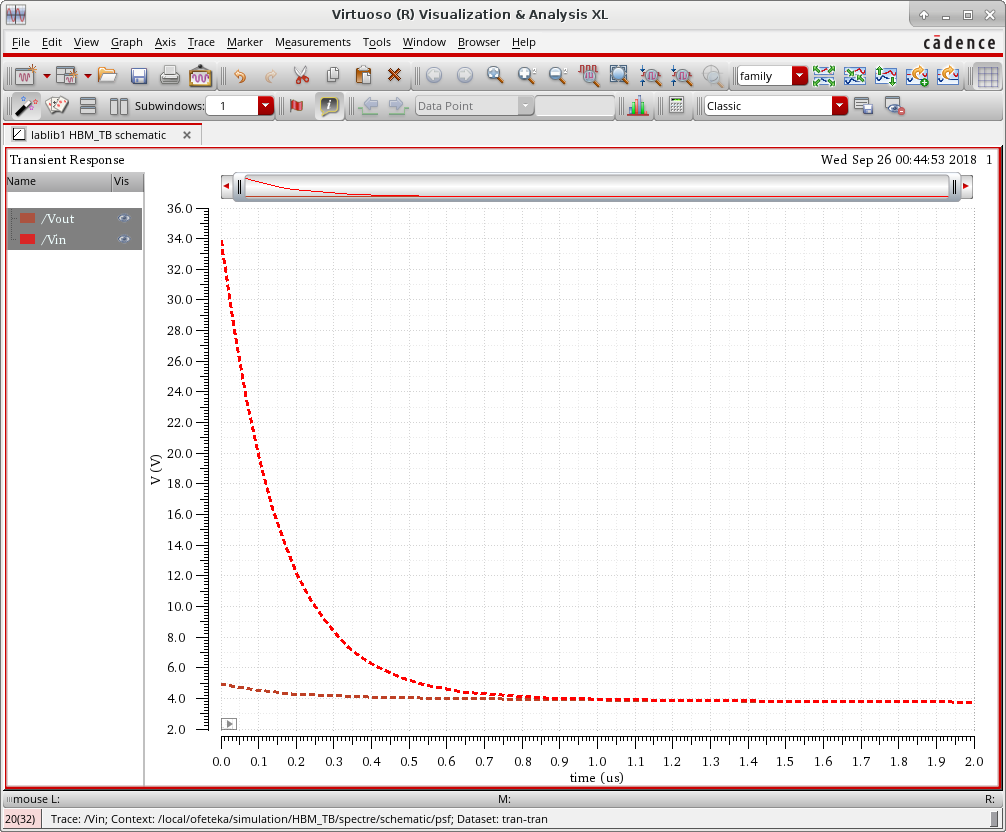 Virtuoso (R) Visualization & Analysis XL
File Edit View Graph Axis Trace Marker Measurements Tools Window Browser Help
cādence
family
Subwindows: 1
Data Point
Classic
lablib1 HBM_TB schematic
Transient Response
Wed Sep 26 00:44:53 2018 1
Name Vis
/Vout
/Vin
36.0
34.0
32.0
30.0
28.0
26.0
24.0
22.0
20.0
18.0
16.0
14.0
12.0
10.0
8.0
6.0
4.0
2.0
V (V)
0.0 0.1 0.2 0.3 0.4 0.5 0.6 0.7 0.8 0.9 1.0 1.1 1.2 1.3 1.4 1.5 1.6 1.7 1.8 1.9 2.0
time (us)
mouse L: M: R:
20(32) Trace: /Vin; Context: /local/ofeteka/simulation/HBM_TB/spectre/schematic/psf; Dataset: tran-tran